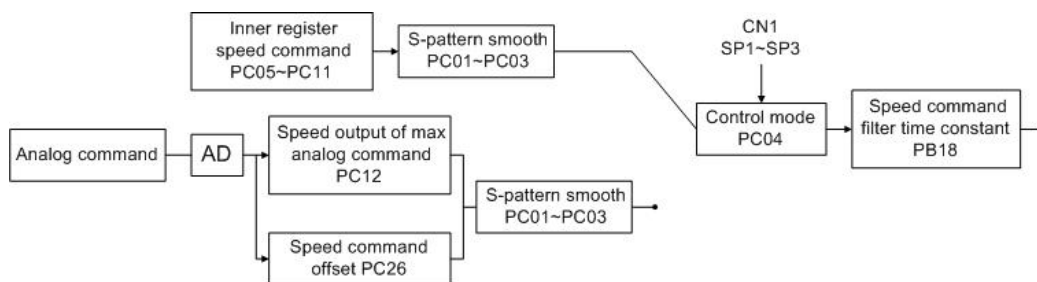 Inner register
speed command
PC05~PC11
S-pattern smooth
PC01~PC03
CN1
SP1~SP3
Control mode
PC04
Speed command
filter time constant
PB18
Analog command
AD
Speed output of max
analog command
PC12
S-pattern smooth
PC01~PC03
Speed command
offset PC26